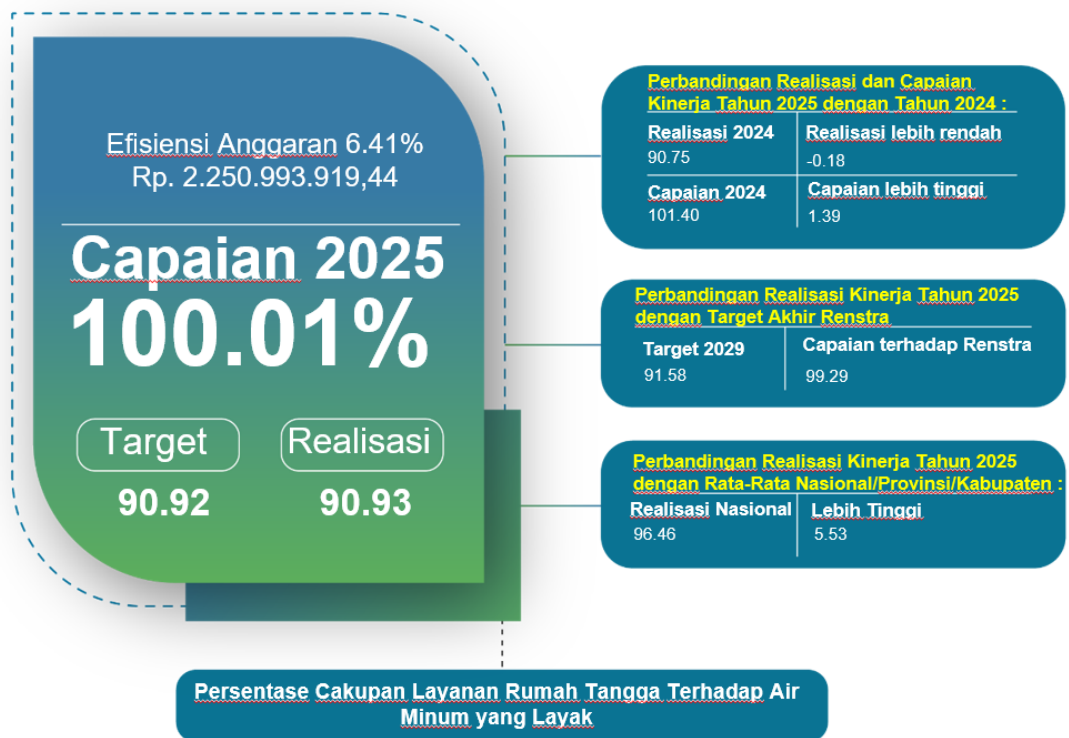 Efisiensi Anggaran 6.41%
Rp. 2.250.993.919,44
Capaian 2025
100.01%
Target
Realisasi
90.92
90.93
Perbandingan Realisasi dan Capaian
Kinerja Tahun 2025 dengan Tahun 2024 :
Realisasi 2024
Realisasi lebih rendah
90.75
-0.18
Capaian 2024
Capaian lebih tinggi
101.40
1.39
Perbandingan Realisasi Kinerja Tahun 2025
dengan Target Akhir Renstra
Target 2029
Capaian terhadap Renstra
91.58
99.29
Perbandingan Realisasi Kinerja Tahun 2025
dengan Rata-Rata Nasional/Provinsi/Kabupaten :
Realisasi Nasional
Lebih Tinggi
96.46
5.53
Persentase Cakupan Layanan Rumah Tangga Terhadap Air
Minum yang Layak